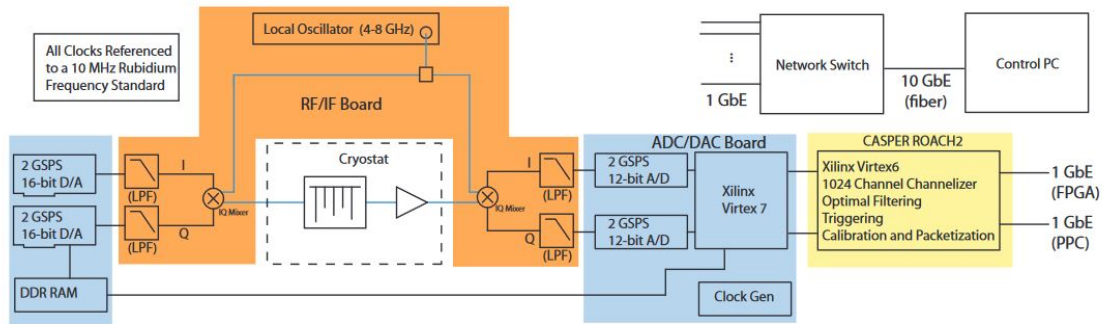 All Clocks Referenced
to a 10 MHz Rubidium
Frequency Standard
Local Oscillator (4-8 GHz)
RF/IF Board
⋮
1 GbE
Network Switch
10 GbE
(fiber)
Control PC
2 GSPS
16-bit D/A
2 GSPS
16-bit D/A
DDR RAM
(LPF)
(LPF)
I
Q
IQ Mixer
Cryostat
IQ Mixer
I
Q
(LPF)
(LPF)
ADC/DAC Board
2 GSPS
12-bit A/D
2 GSPS
12-bit A/D
Xilinx
Virtex 7
Clock Gen
CASPER ROACH2
Xilinx Virtex6
1024 Channel Channelizer
Optimal Filtering
Triggering
Calibration and Packetization
1 GbE
(FPGA)
1 GbE
(PPC)